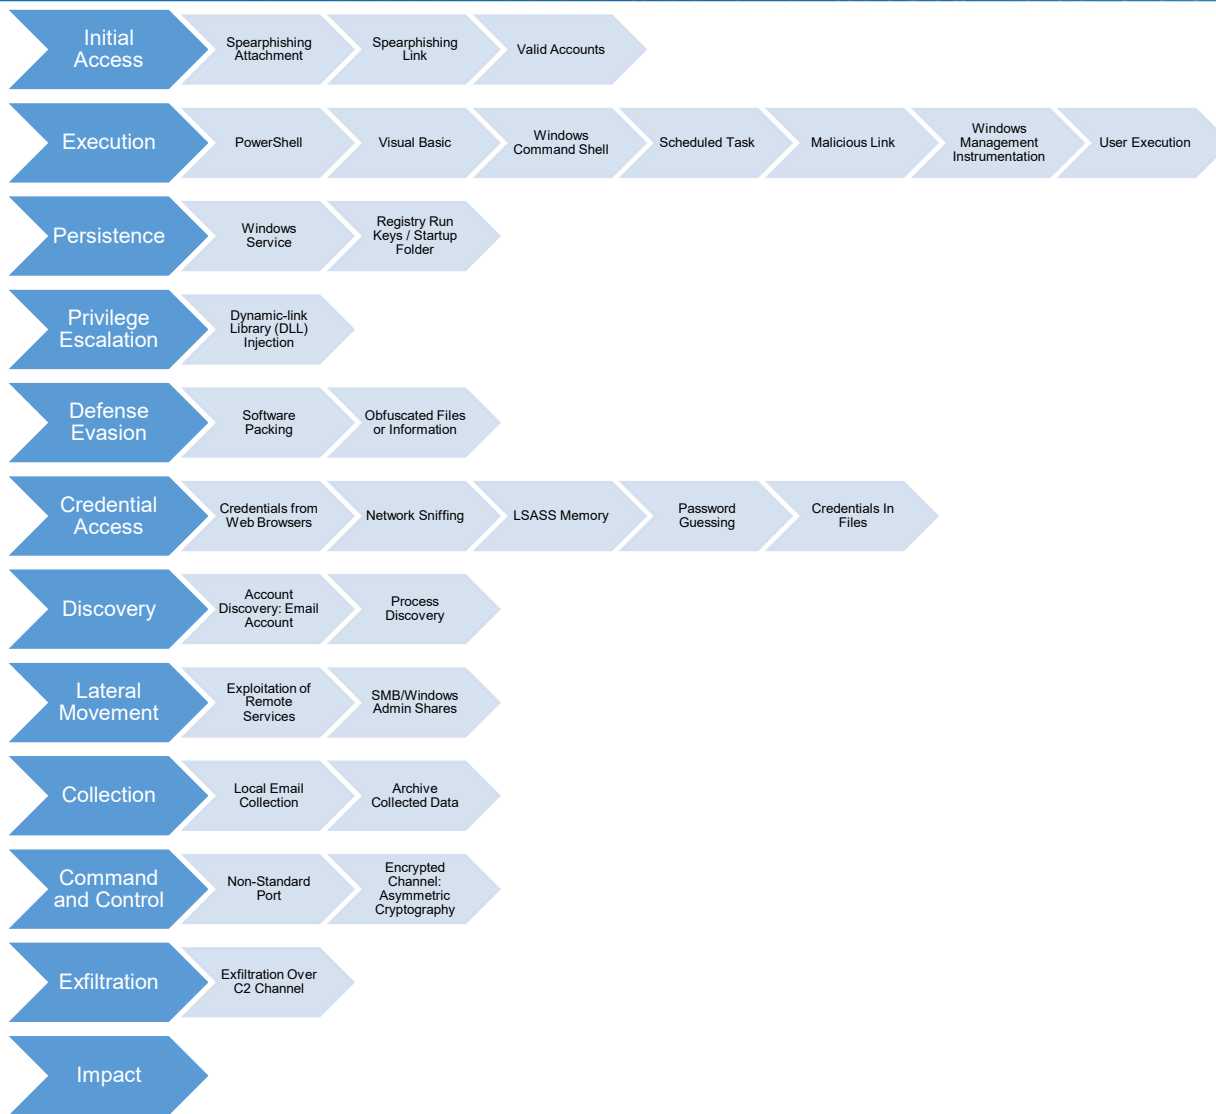 Initial
Access
Spearphishing
Attachment
Spearphishing
Link
Valid Accounts
Execution
PowerShell
Visual Basic
Windows
Command Shell
Scheduled Task
Malicious Link
Windows
Management
Instrumentation
User Execution
Persistence
Windows
Service
Registry Run
Keys / Startup
Folder
Privilege
Escalation
Dynamic-link
Library (DLL)
Injection
Defense
Evasion
Software
Packing
Obfuscated Files
or Information
Credential
Access
Credentials from
Web Browsers
Network Sniffing
LSASS Memory
Password
Guessing
Credentials In
Files
Discovery
Account
Discovery: Email
Account
Process
Discovery
Lateral
Movement
Exploitation of
Remote
Services
SMB/Windows
Admin Shares
Collection
Local Email
Collection
Archive
Collected Data
Command
and Control
Non-Standard
Port
Encrypted
Channel:
Asymmetric
Cryptography
Exfiltration
Exfiltration Over
C2 Channel
Impact